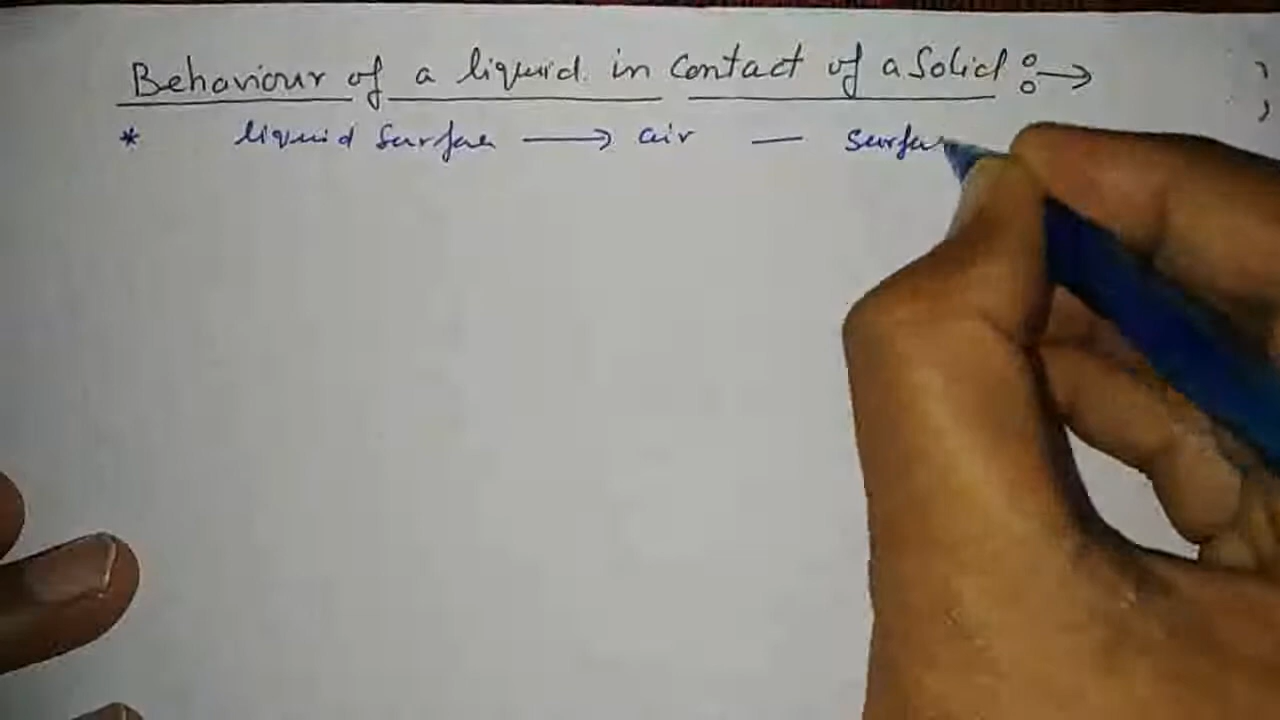 Behaviour of a liquid in Contact of a Solid :→
* liquid Surface → air — Surfa